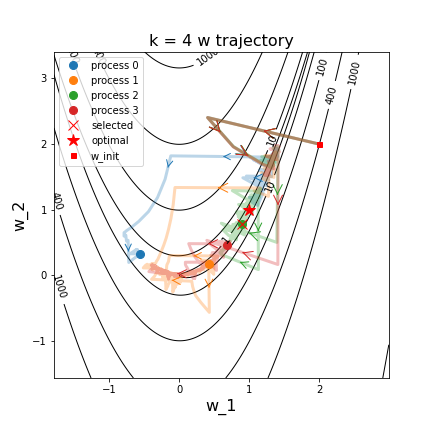 k = 4 w trajectory
process 0
process 1
process 2
process 3
selected
optimal
w_init
1000
100
400
1000
10
10
400
1000
3
2
1
0
−1
w_2
−1
0
1
2
w_1